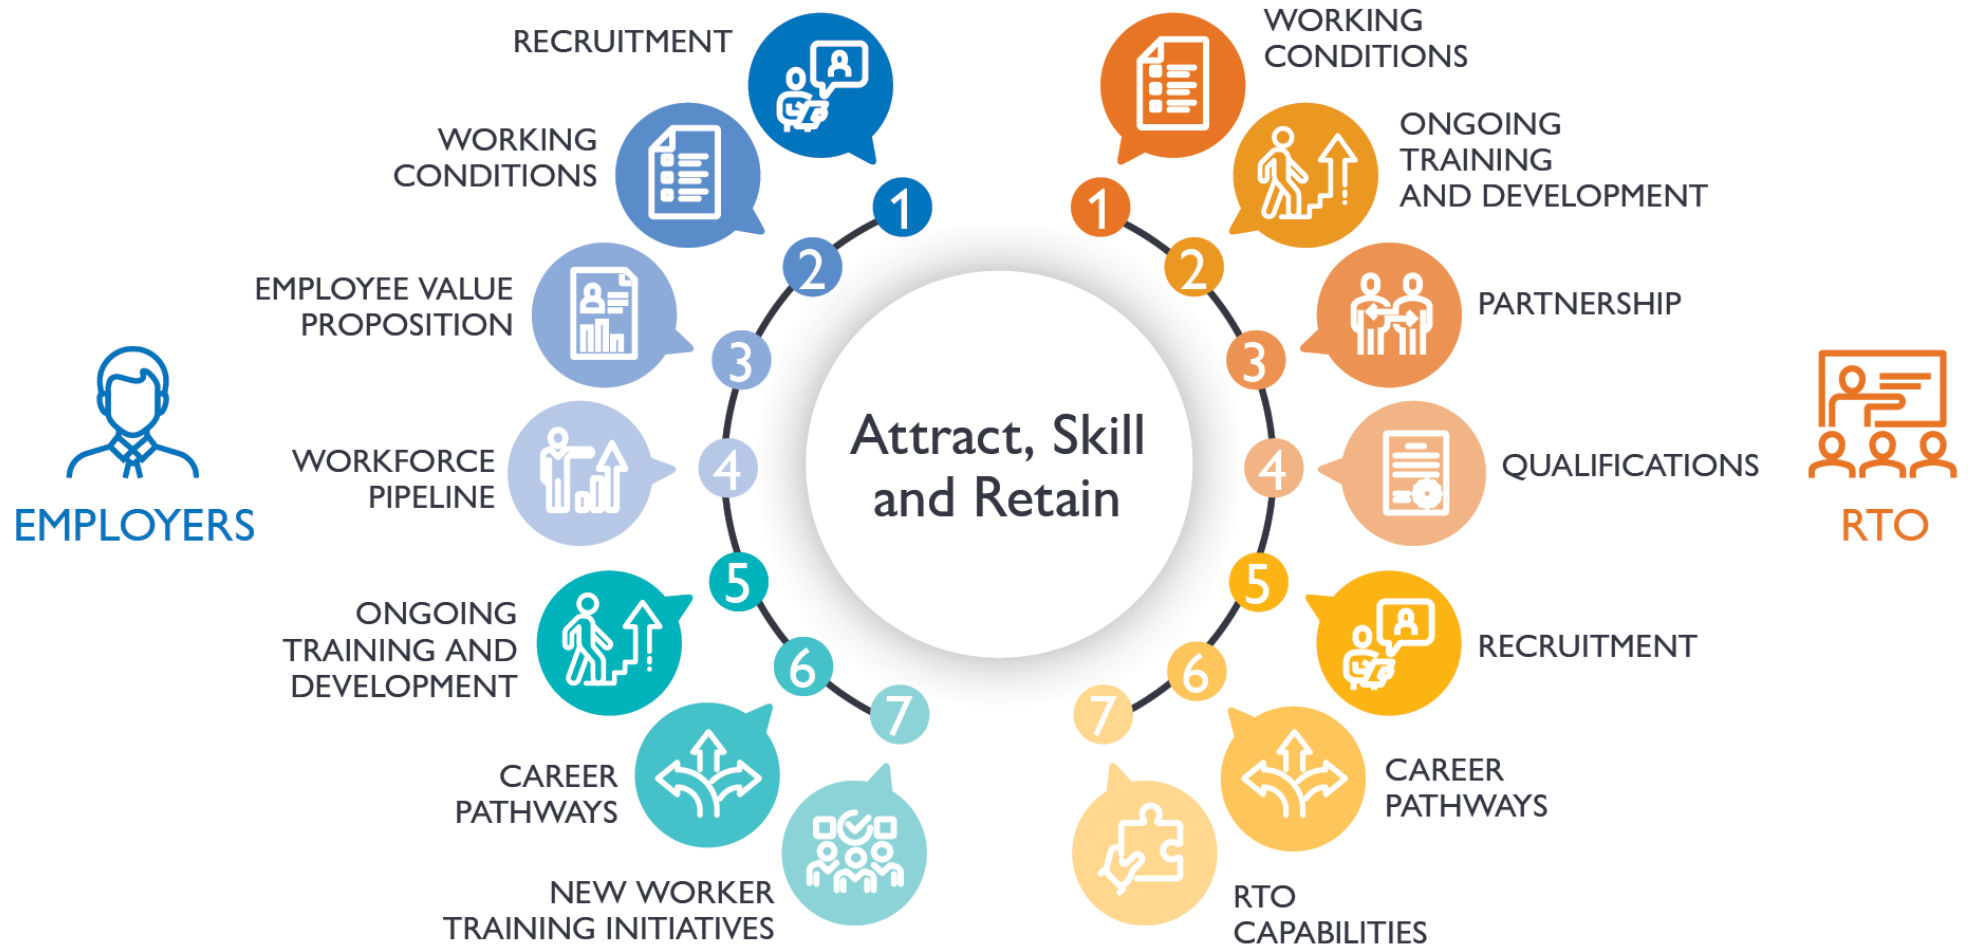 EMPLOYERS
RECRUITMENT
1
WORKING
CONDITIONS
2
EMPLOYEE VALUE
PROPOSITION
3
WORKFORCE
PIPELINE
4
ONGOING
TRAINING AND
DEVELOPMENT
5
CAREER
PATHWAYS
6
NEW WORKER
TRAINING INITIATIVES
7
Attract, Skill
and Retain
1
WORKING
CONDITIONS
2
ONGOING
TRAINING
AND DEVELOPMENT
3
PARTNERSHIP
4
QUALIFICATIONS
5
RECRUITMENT
6
CAREER
PATHWAYS
7
RTO
CAPABILITIES
RTO